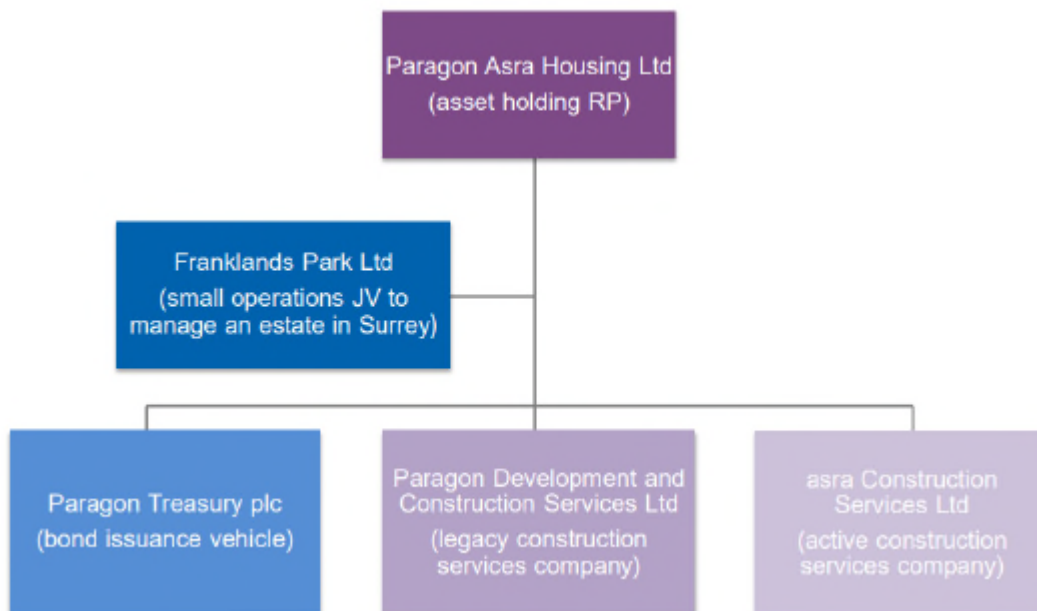 Paragon Asra Housing Ltd
(asset holding RP)
Franklands Park Ltd
(small operations JV to
manage an estate in Surrey)
Paragon Treasury plc
(bond issuance vehicle)
Paragon Development and
Construction Services Ltd
(legacy construction
services company)
asra Construction
Services Ltd
(active construction
services company)